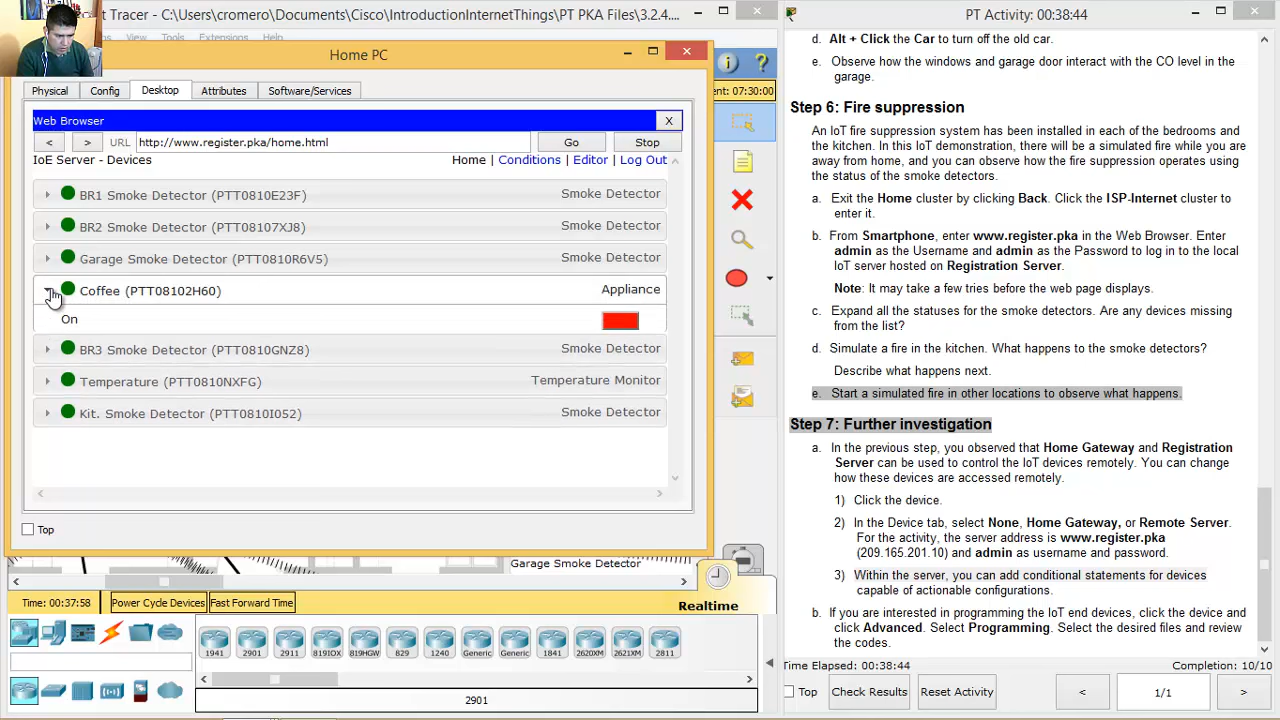 t Tracer - C:\Users\cromero\Documents\Cisco\IntroductionInternetThings\PT PKA Files\3.2.4....
View Tools Extensions Help
Home PC
ent: 07:30:00
Physical Config Desktop Attributes Software/Services
Web Browser X
< > URL http://www.register.pka/home.html Go Stop
IoE Server - Devices Home | Conditions | Editor | Log Out
BR1 Smoke Detector (PTT0810E23F) Smoke Detector
BR2 Smoke Detector (PTT08107XJ8) Smoke Detector
Garage Smoke Detector (PTT0810R6V5) Smoke Detector
Coffee (PTT08102H60) Appliance
On
BR3 Smoke Detector (PTT0810GNZ8) Smoke Detector
Temperature (PTT0810NXFG) Temperature Monitor
Kit. Smoke Detector (PTT0810I052) Smoke Detector
Top
Garage Smoke Detector
Time: 00:37:58 Power Cycle Devices Fast Forward Time Realtime
1941 2901 2911 819IOX 819HGW 829 1240 Generic Generic 1841 2620XM 2621XM 2811
2901
PT Activity: 00:38:44
d. Alt + Click the Car to turn off the old car.
e. Observe how the windows and garage door interact with the CO level in the
garage.
Step 6: Fire suppression
An IoT fire suppression system has been installed in each of the bedrooms and
the kitchen. In this IoT demonstration, there will be a simulated fire while you are
away from home, and you can observe how the fire suppression operates using
the status of the smoke detectors.
a. Exit the Home cluster by clicking Back. Click the ISP-Internet cluster to
enter it.
b. From Smartphone, enter www.register.pka in the Web Browser. Enter
admin as the Username and admin as the Password to log in to the local
IoT server hosted on Registration Server.
Note: It may take a few tries before the web page displays.
c. Expand all the statuses for the smoke detectors. Are any devices missing
from the list?
d. Simulate a fire in the kitchen. What happens to the smoke detectors?
Describe what happens next.
e. Start a simulated fire in other locations to observe what happens.
Step 7: Further investigation
a. In the previous step, you observed that Home Gateway and Registration
Server can be used to control the IoT devices remotely. You can change
how these devices are accessed remotely.
1) Click the device.
2) In the Device tab, select None, Home Gateway, or Remote Server.
For the activity, the server address is www.register.pka
(209.165.201.10) and admin as username and password.
3) Within the server, you can add conditional statements for devices
capable of actionable configurations.
b. If you are interested in programming the IoT end devices, click the device and
click Advanced. Select Programming. Select the desired files and review
the codes.
Time Elapsed: 00:38:44 Completion: 10/10
Top Check Results Reset Activity < 1/1 >